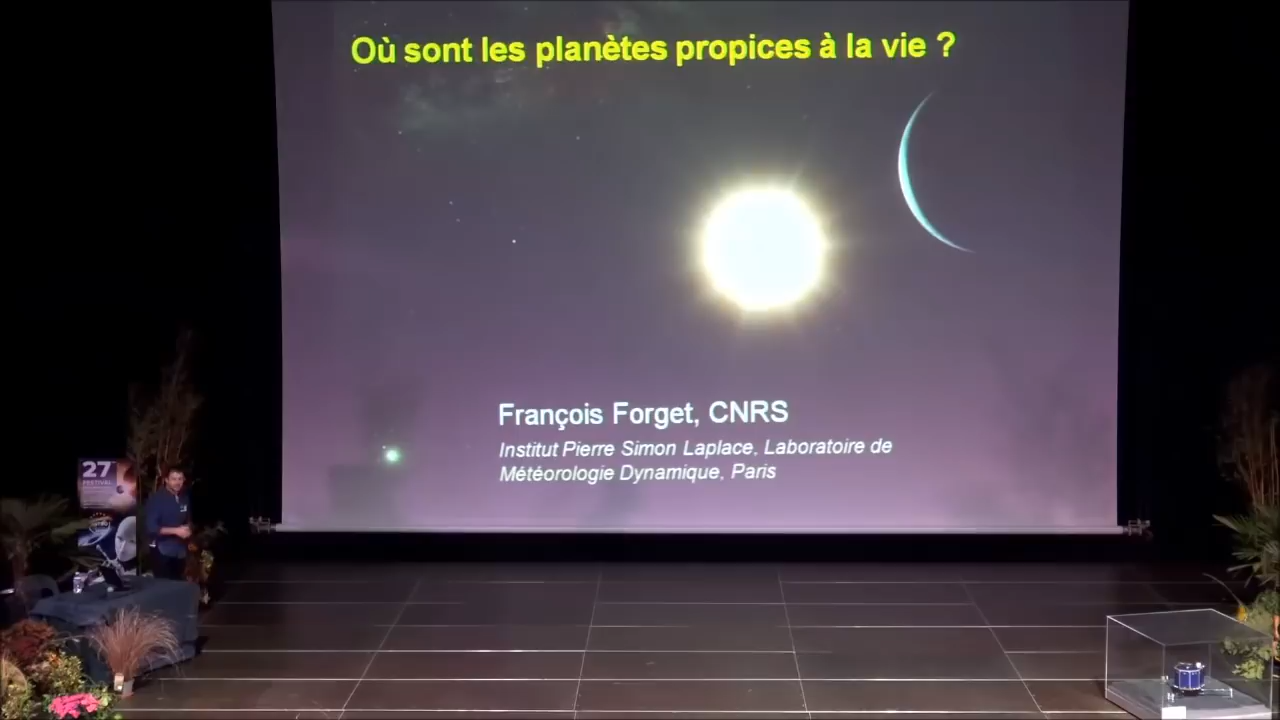 Où sont les planètes propices à la vie ?
François Forget, CNRS
Institut Pierre Simon Laplace, Laboratoire de
Météorologie Dynamique, Paris
27
FESTIVAL